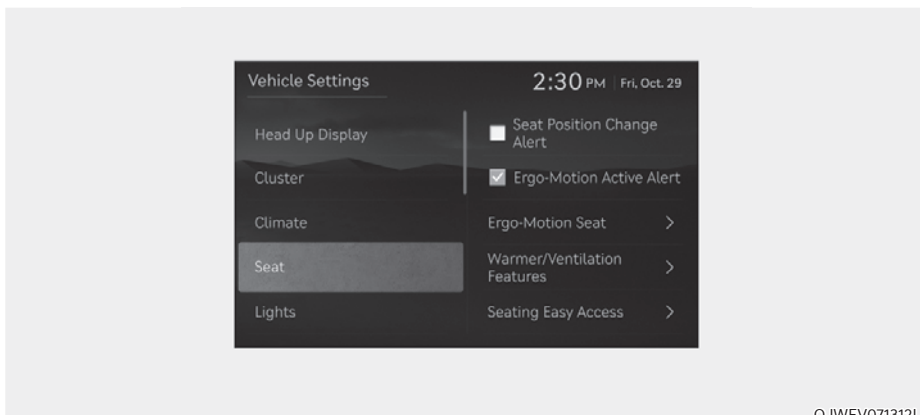 Vehicle Settings
2:30 PM Fri, Oct. 29
Head Up Display
Cluster
Climate
Seat
Lights
Seat Position Change
Alert
Ergo-Motion Active Alert
Ergo-Motion Seat
Warmer/Ventilation
Features
Seating Easy Access